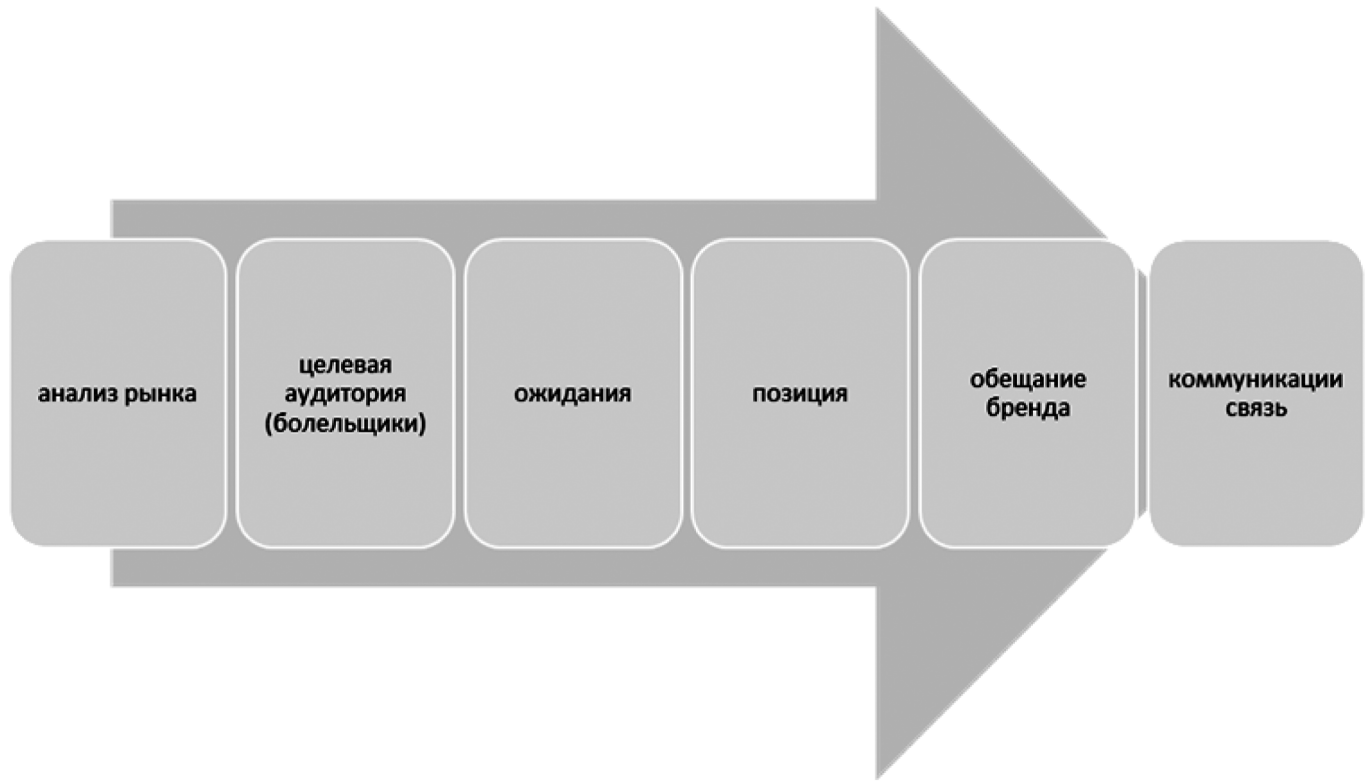 анализ рынка
целевая
аудитория
(болельщики)
ожидания
позиция
обещание
бренда
коммуникации
связь